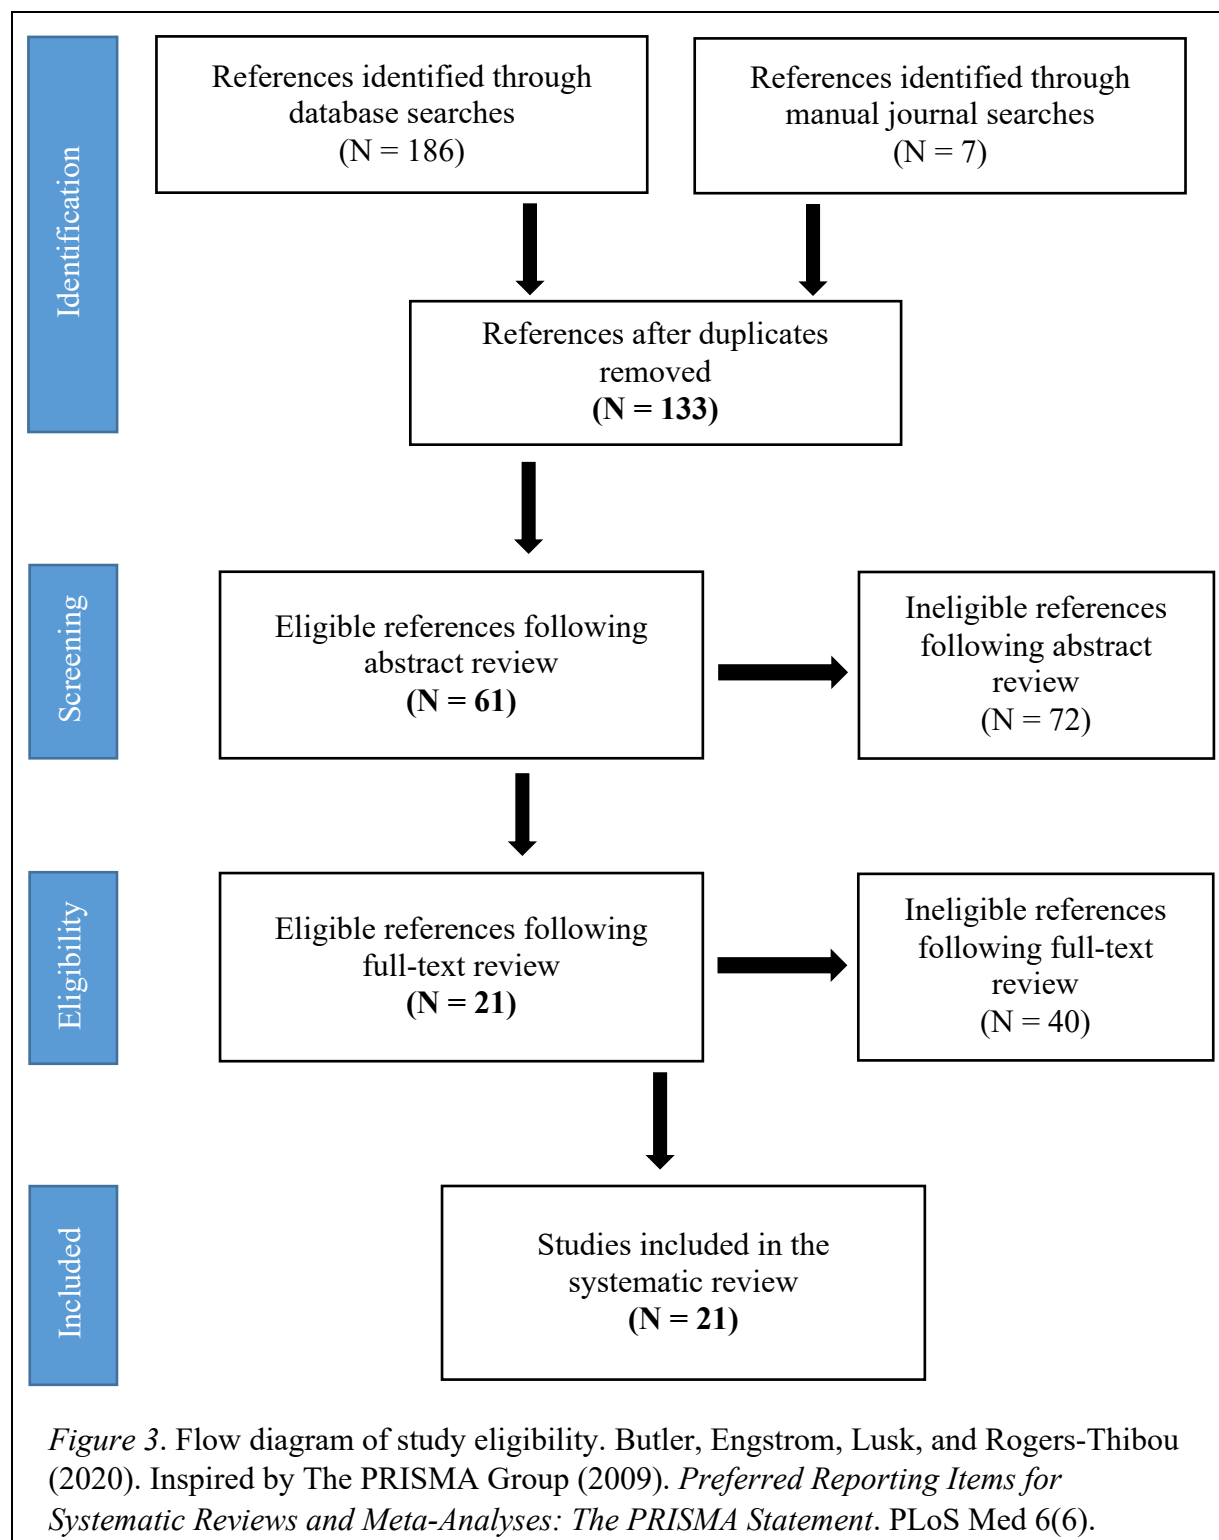 Identification
References identified through
database searches
(N = 186)
References identified through
manual journal searches
(N = 7)
References after duplicates
removed
(N = 133)
Screening
Eligible references following
abstract review
(N = 61)
Ineligible references
following abstract
review
(N = 72)
Eligibility
Eligible references following
full-text review
(N = 21)
Ineligible references
following full-text
review
(N = 40)
Included
Studies included in the
systematic review
(N = 21)
Figure 3. Flow diagram of study eligibility. Butler, Engstrom, Lusk, and Rogers-Thibou
(2020). Inspired by The PRISMA Group (2009). Preferred Reporting Items for
Systematic Reviews and Meta-Analyses: The PRISMA Statement. PLoS Med 6(6).